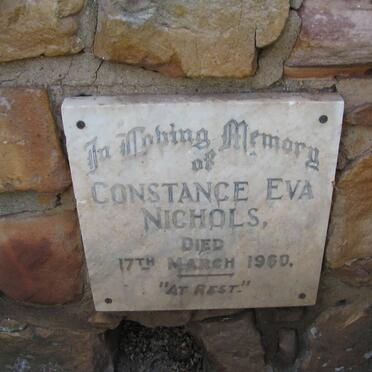 In Loving Memory
of
CONSTANCE EVA
NICHOLS,
DIED
17TH MARCH 1960.
"AT REST."